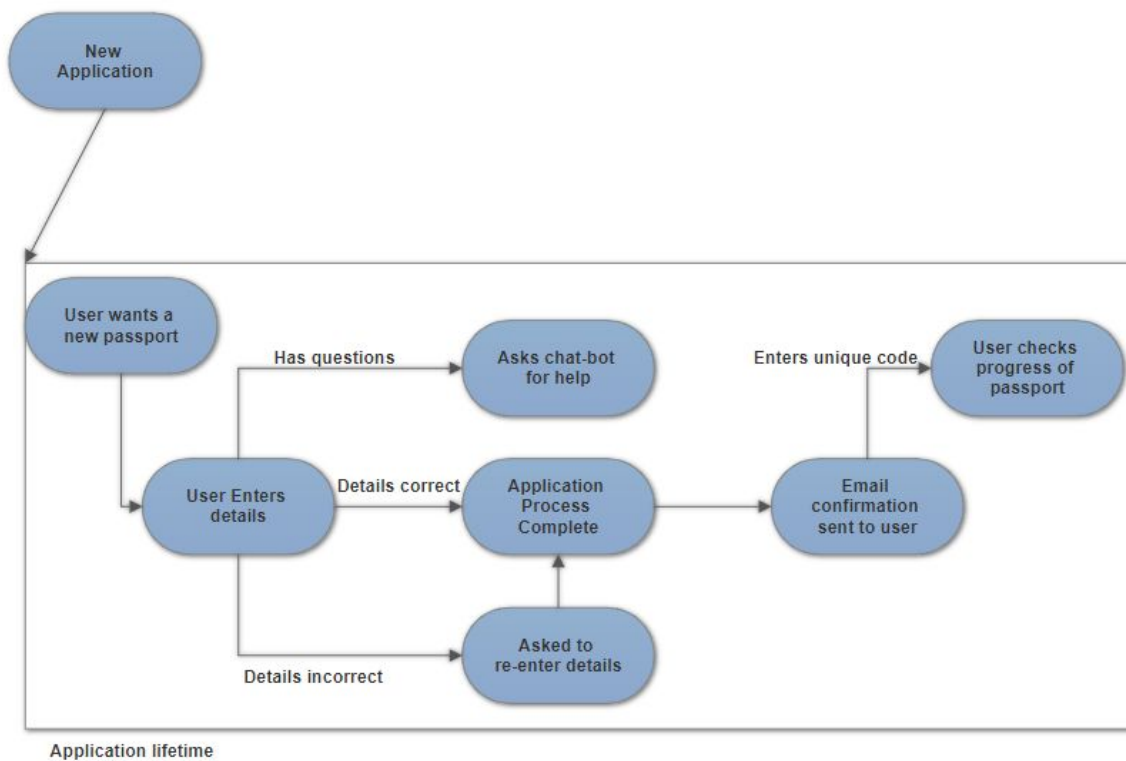 New
Application
User wants a
new passport
Has questions
Asks chat-bot
for help
Enters unique code
User checks
progress of
passport
User Enters
details
Details correct
Application
Process
Complete
Email
confirmation
sent to user
Details incorrect
Asked to
re-enter details
Application lifetime